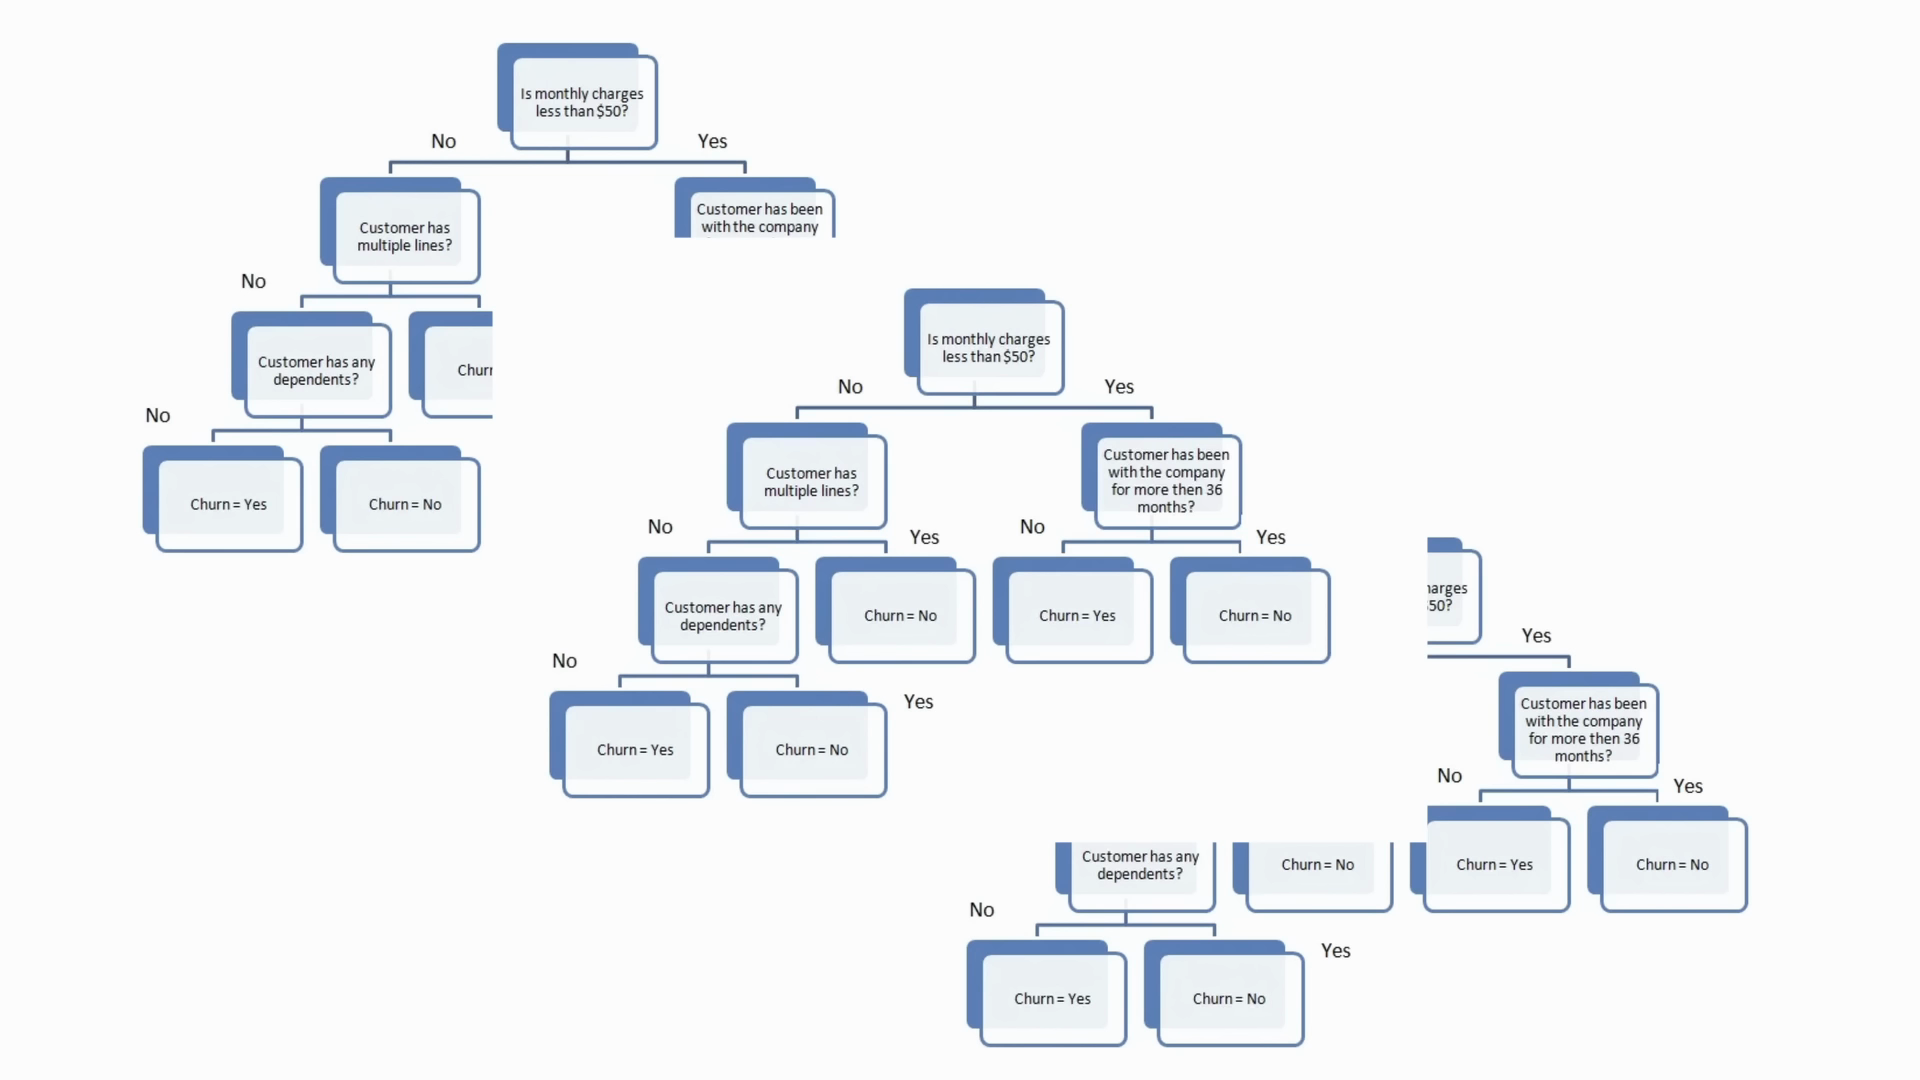 Is monthly charges
less than $50?
No
Yes
Customer has
multiple lines?
Customer has been
with the company
No
Customer has any
dependents?
No
Churn = Yes
Churn = No
Is monthly charges
less than $50?
No
Yes
Customer has
multiple lines?
Customer has been
with the company
for more then 36
months?
No
Yes
No
Yes
Customer has any
dependents?
Churn = No
Churn = Yes
Churn = No
No
Yes
Churn = Yes
Churn = No
Yes
Customer has been
with the company
for more then 36
months?
No
Yes
Customer has any
dependents?
Churn = No
Churn = Yes
Churn = No
No
Yes
Churn = Yes
Churn = No